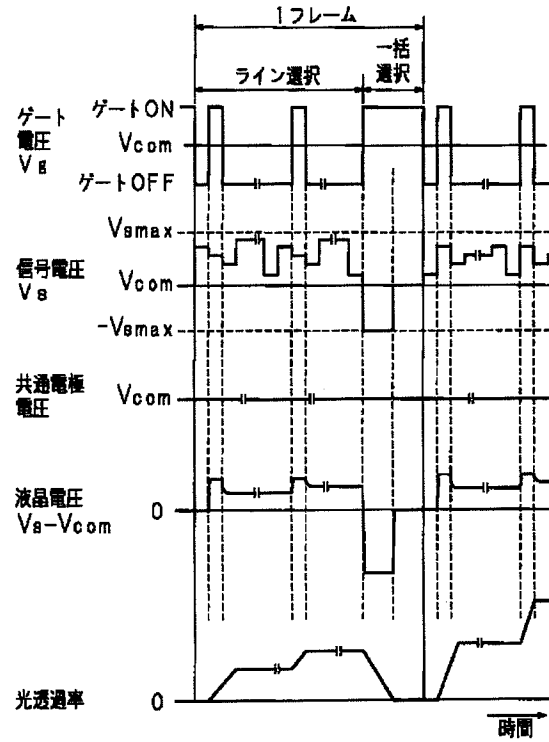 1フレーム
ライン選択
一括
選択
ゲート
電圧
Vg
ゲートON
Vcom
ゲートOFF
信号電圧
Vs
Vsmax
Vcom
-Vsmax
共通電極
電圧
Vcom
液晶電圧
Vs-Vcom
0
光透過率
0
時間